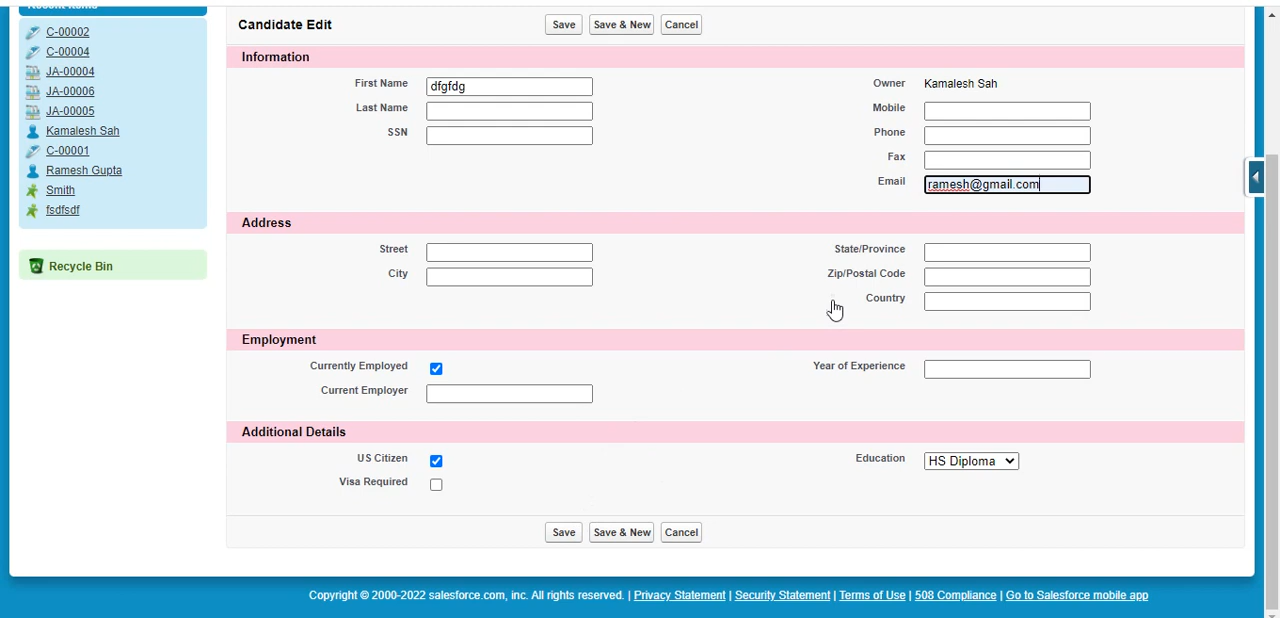 Recent Items
C-00002
C-00004
JA-00004
JA-00006
JA-00005
Kamalesh Sah
C-00001
Ramesh Gupta
Smith
fsdfsdf
Recycle Bin
Candidate Edit Save Save & New Cancel
Information
First Name dfgfdg Owner Kamalesh Sah
Last Name Mobile
SSN Phone
Fax
Email ramesh@gmail.com
Address
Street State/Province
City Zip/Postal Code
Country
Employment
Currently Employed Year of Experience
Current Employer
Additional Details
US Citizen Education HS Diploma
Visa Required
Save Save & New Cancel
Copyright © 2000-2022 salesforce.com, inc. All rights reserved. | Privacy Statement | Security Statement | Terms of Use | 508 Compliance | Go to Salesforce mobile app